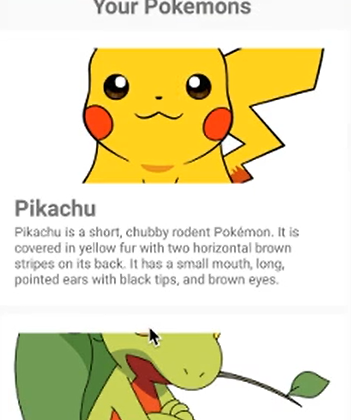 Your Pokemons
Pikachu
Pikachu is a short, chubby rodent Pokémon. It is
covered in yellow fur with two horizontal brown
stripes on its back. It has a small mouth, long,
pointed ears with black tips, and brown eyes.